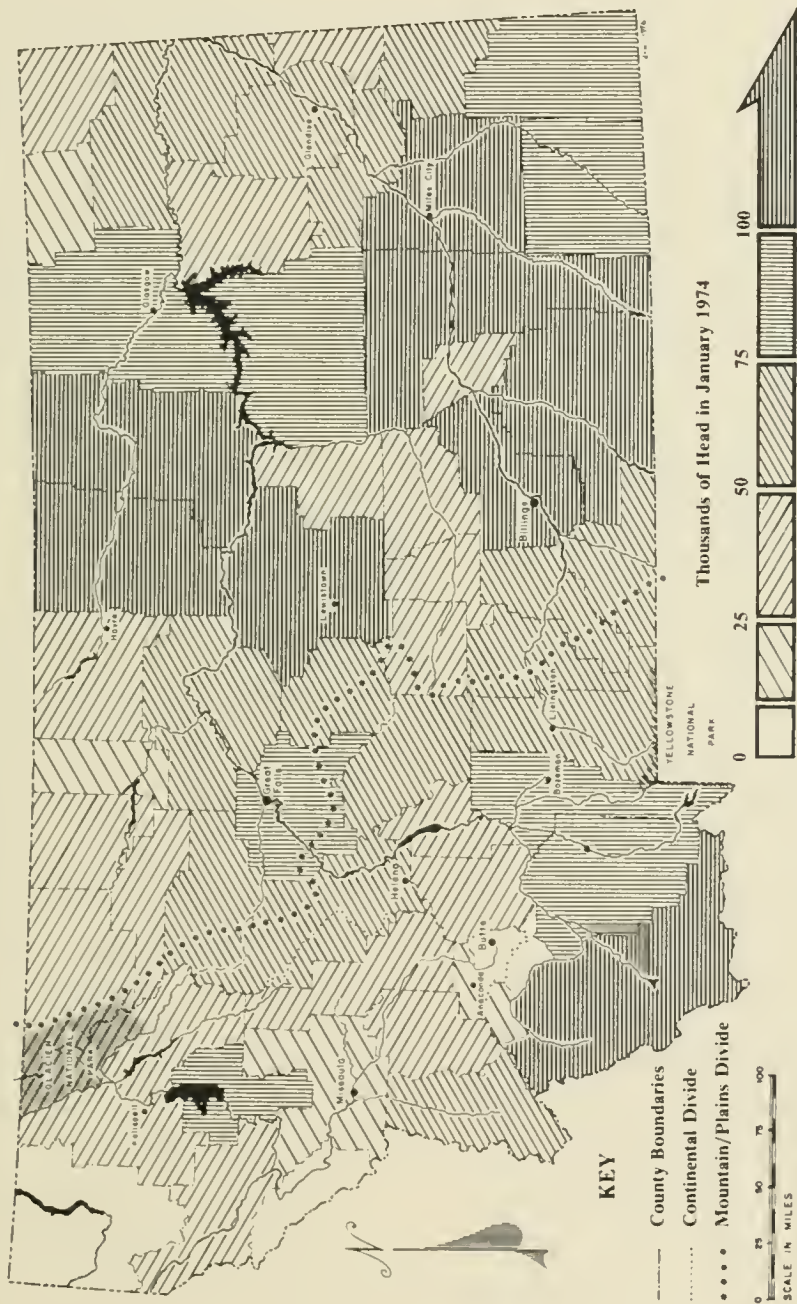 GLACIER
NATIONAL
PARK
Kalispell
Havre
Glasgow
Glendive
Great
Falls
Lewistown
Missoula
Helena
Miles City
Anaconda
Butte
Bozeman
Livingston
Billings
YELLOWSTONE
NATIONAL
PARK
N
KEY
County Boundaries
Continental Divide
Mountain/Plains Divide
0 25 50 75 100
SCALE IN MILES
Thousands of Head in January 1974
0 25 50 75 100